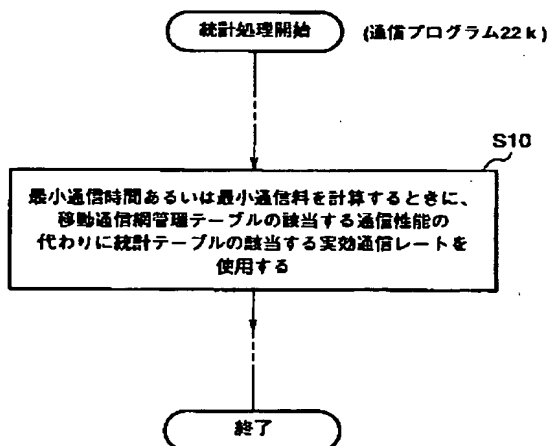 統計処理開始 (通信プログラム22k)
S10
最小通信時間あるいは最小通信料を計算するときに、
移動通信網管理テーブルの該当する通信性能の
代わりに統計テーブルの該当する実効通信レートを
使用する
終了